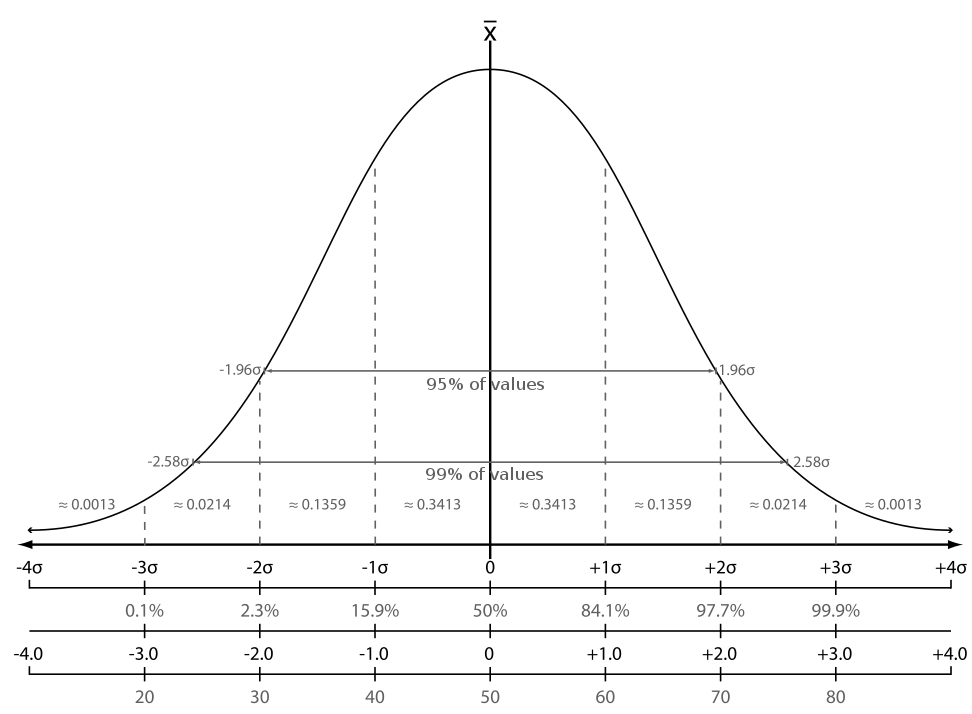 X̅
-1.96σ 1.96σ
95% of values
-2.58σ 2.58σ
99% of values
≈ 0.0013 ≈ 0.0214 ≈ 0.1359 ≈ 0.3413 ≈ 0.3413 ≈ 0.1359 ≈ 0.0214 ≈ 0.0013
-4σ -3σ -2σ -1σ 0 +1σ +2σ +3σ +4σ
0.1% 2.3% 15.9% 50% 84.1% 97.7% 99.9%
-4.0 -3.0 -2.0 -1.0 0 +1.0 +2.0 +3.0 +4.0
20 30 40 50 60 70 80